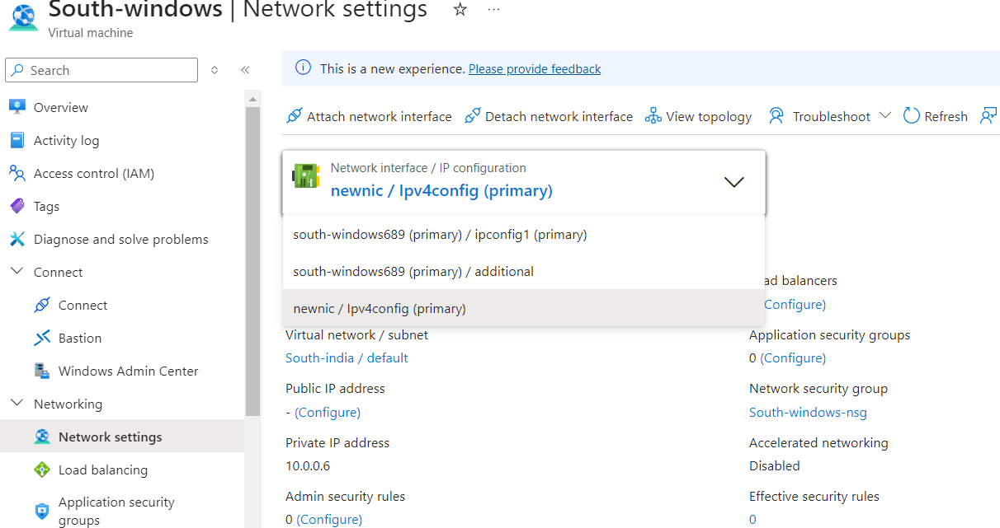 South-windows | Network settings
Virtual machine
Search
This is a new experience. Please provide feedback
Overview
Activity log
Access control (IAM)
Tags
Diagnose and solve problems
Connect
Connect
Bastion
Windows Admin Center
Networking
Network settings
Load balancing
Application security
groups
Attach network interface
Detach network interface
View topology
Troubleshoot
Refresh
Network interface / IP configuration
newnic / Ipv4config (primary)
south-windows689 (primary) / ipconfig1 (primary)
south-windows689 (primary) / additional
newnic / Ipv4config (primary)
Virtual network / subnet
South-india / default
Public IP address
- (Configure)
Private IP address
10.0.0.6
Admin security rules
0 (Configure)
ad balancers
(Configure)
Application security groups
0 (Configure)
Network security group
South-windows-nsg
Accelerated networking
Disabled
Effective security rules
0